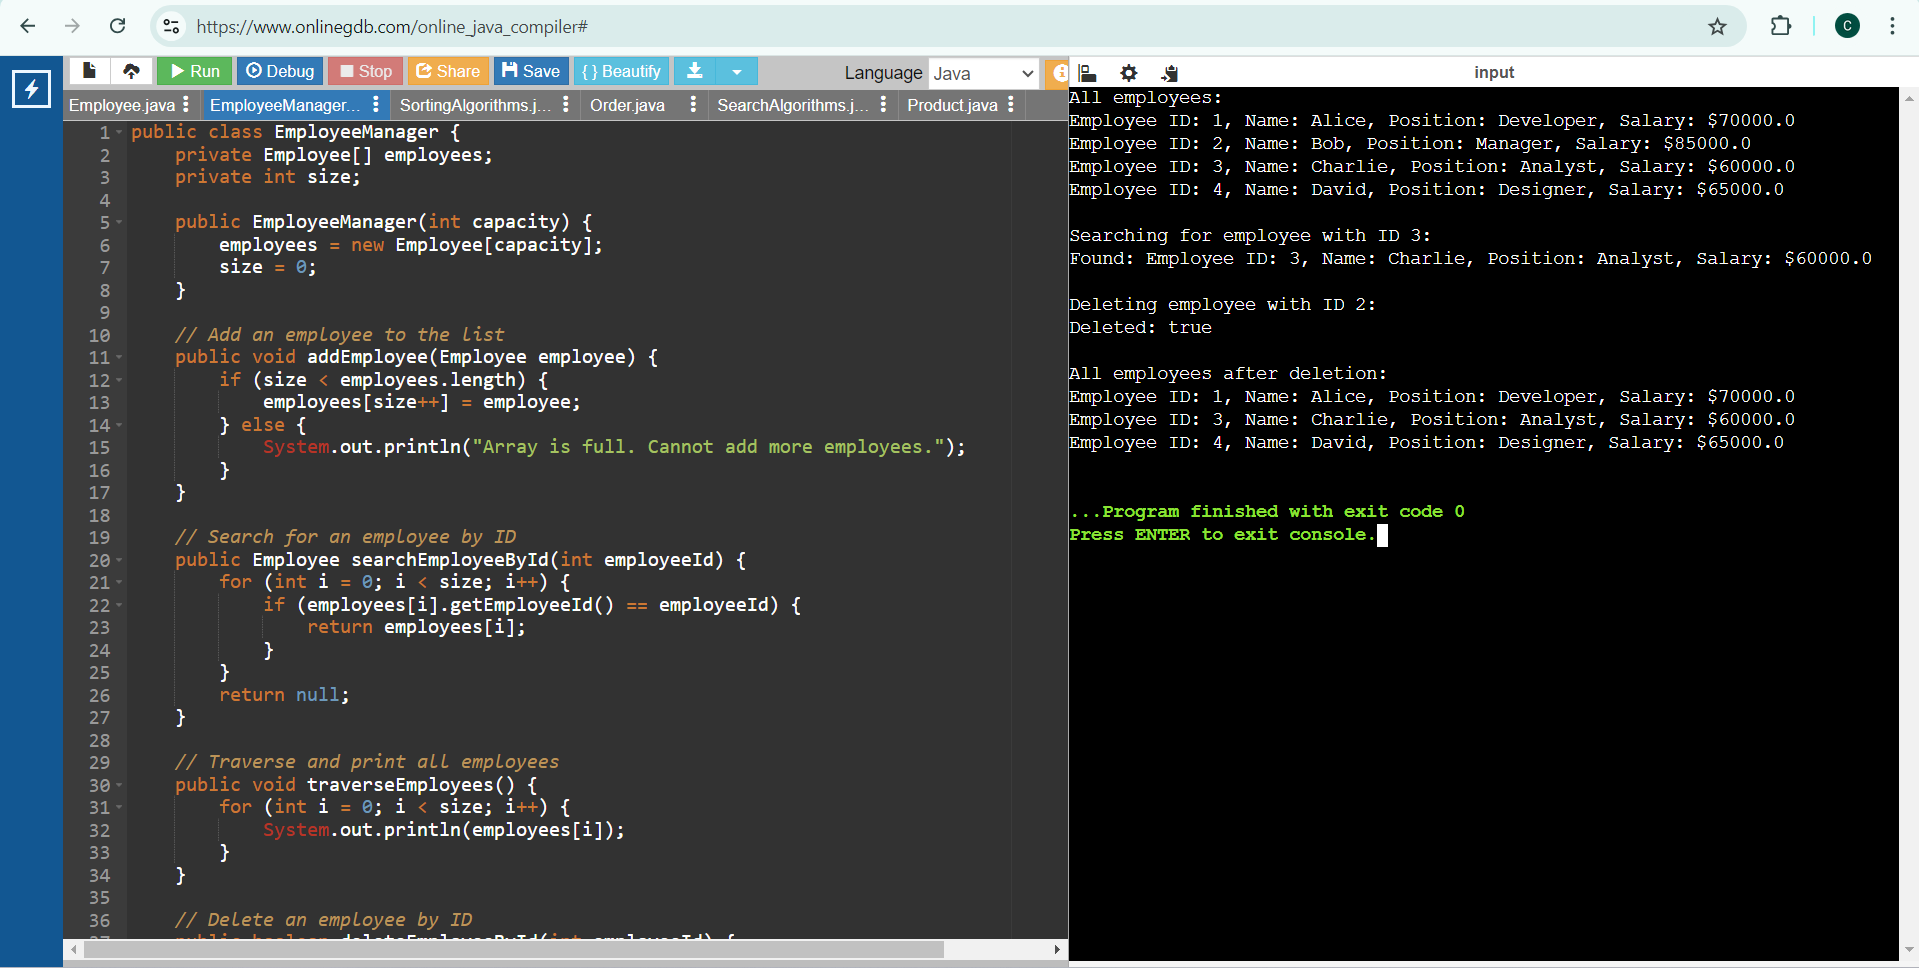 https://www.onlinegdb.com/online_java_compiler#
C
Run Debug Stop Share Save { } Beautify Language Java
input
Employee.java EmployeeManager... SortingAlgorithms.j... Order.java SearchAlgorithms.j... Product.java
1 public class EmployeeManager {
2 private Employee[] employees;
3 private int size;
4
5 public EmployeeManager(int capacity) {
6 employees = new Employee[capacity];
7 size = 0;
8 }
9
10 // Add an employee to the list
11 public void addEmployee(Employee employee) {
12 if (size < employees.length) {
13 employees[size++] = employee;
14 } else {
15 System.out.println("Array is full. Cannot add more employees.");
16 }
17 }
18
19 // Search for an employee by ID
20 public Employee searchEmployeeById(int employeeId) {
21 for (int i = 0; i < size; i++) {
22 if (employees[i].getEmployeeId() == employeeId) {
23 return employees[i];
24 }
25 }
26 return null;
27 }
28
29 // Traverse and print all employees
30 public void traverseEmployees() {
31 for (int i = 0; i < size; i++) {
32 System.out.println(employees[i]);
33 }
34 }
35
36 // Delete an employee by ID
All employees:
Employee ID: 1, Name: Alice, Position: Developer, Salary: $70000.0
Employee ID: 2, Name: Bob, Position: Manager, Salary: $85000.0
Employee ID: 3, Name: Charlie, Position: Analyst, Salary: $60000.0
Employee ID: 4, Name: David, Position: Designer, Salary: $65000.0
Searching for employee with ID 3:
Found: Employee ID: 3, Name: Charlie, Position: Analyst, Salary: $60000.0
Deleting employee with ID 2:
Deleted: true
All employees after deletion:
Employee ID: 1, Name: Alice, Position: Developer, Salary: $70000.0
Employee ID: 3, Name: Charlie, Position: Analyst, Salary: $60000.0
Employee ID: 4, Name: David, Position: Designer, Salary: $65000.0
...Program finished with exit code 0
Press ENTER to exit console.